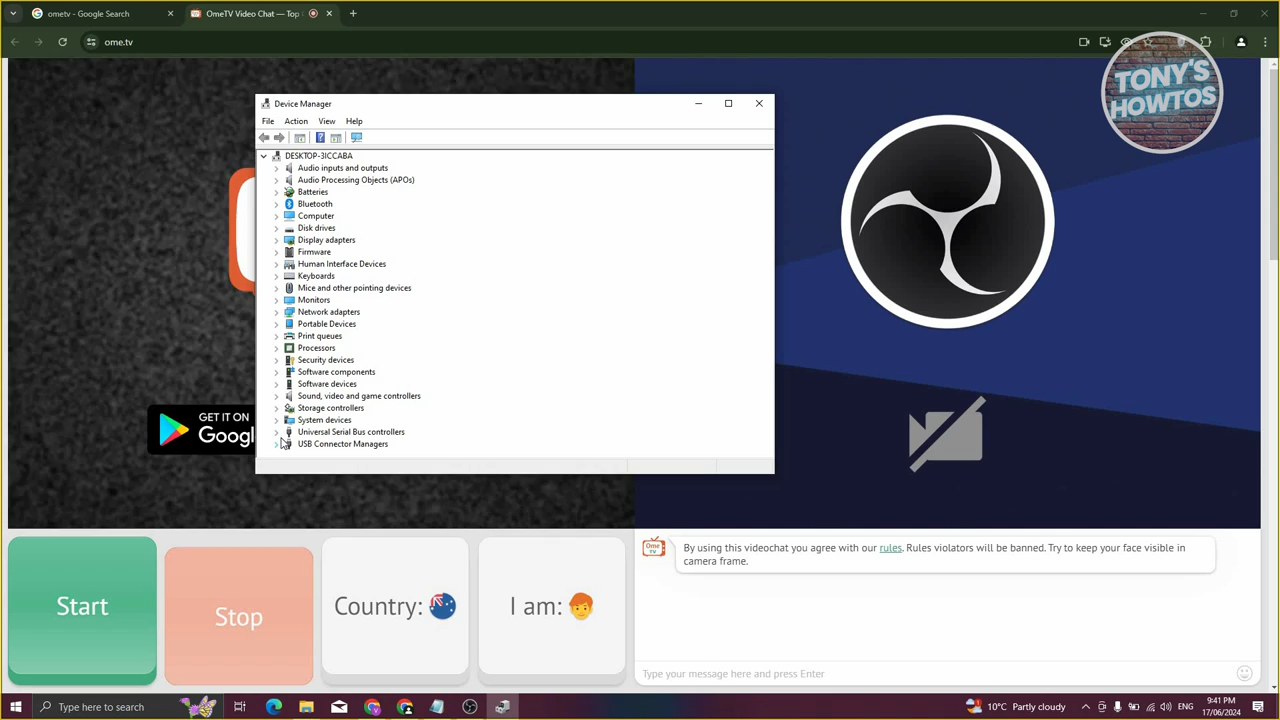 ometv - Google Search
OmeTV Video Chat — Top
ome.tv
TONY'S
HOWTOS
Device Manager
File Action View Help
DESKTOP-3ICCABA
Audio inputs and outputs
Audio Processing Objects (APOs)
Batteries
Bluetooth
Computer
Disk drives
Display adapters
Firmware
Human Interface Devices
Keyboards
Mice and other pointing devices
Monitors
Network adapters
Portable Devices
Print queues
Processors
Security devices
Software components
Software devices
Sound, video and game controllers
Storage controllers
System devices
Universal Serial Bus controllers
USB Connector Managers
GET IT ON
Googl
Start
Stop
Country:
I am:
Ome
TV
By using this videochat you agree with our rules. Rules violators will be banned. Try to keep your face visible in
camera frame.
Type your message here and press Enter
Type here to search
10°C Partly cloudy
9:41 PM
17/06/2024